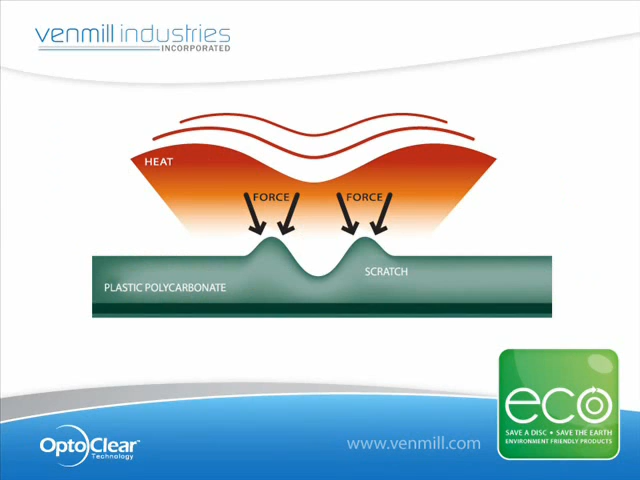 venmill industries
INCORPORATED
HEAT
FORCE FORCE
SCRATCH
PLASTIC POLYCARBONATE
eco
SAVE A DISC • SAVE THE EARTH
ENVIRONMENT FRIENDLY PRODUCTS
OptoClear™
Technology
www.venmill.com